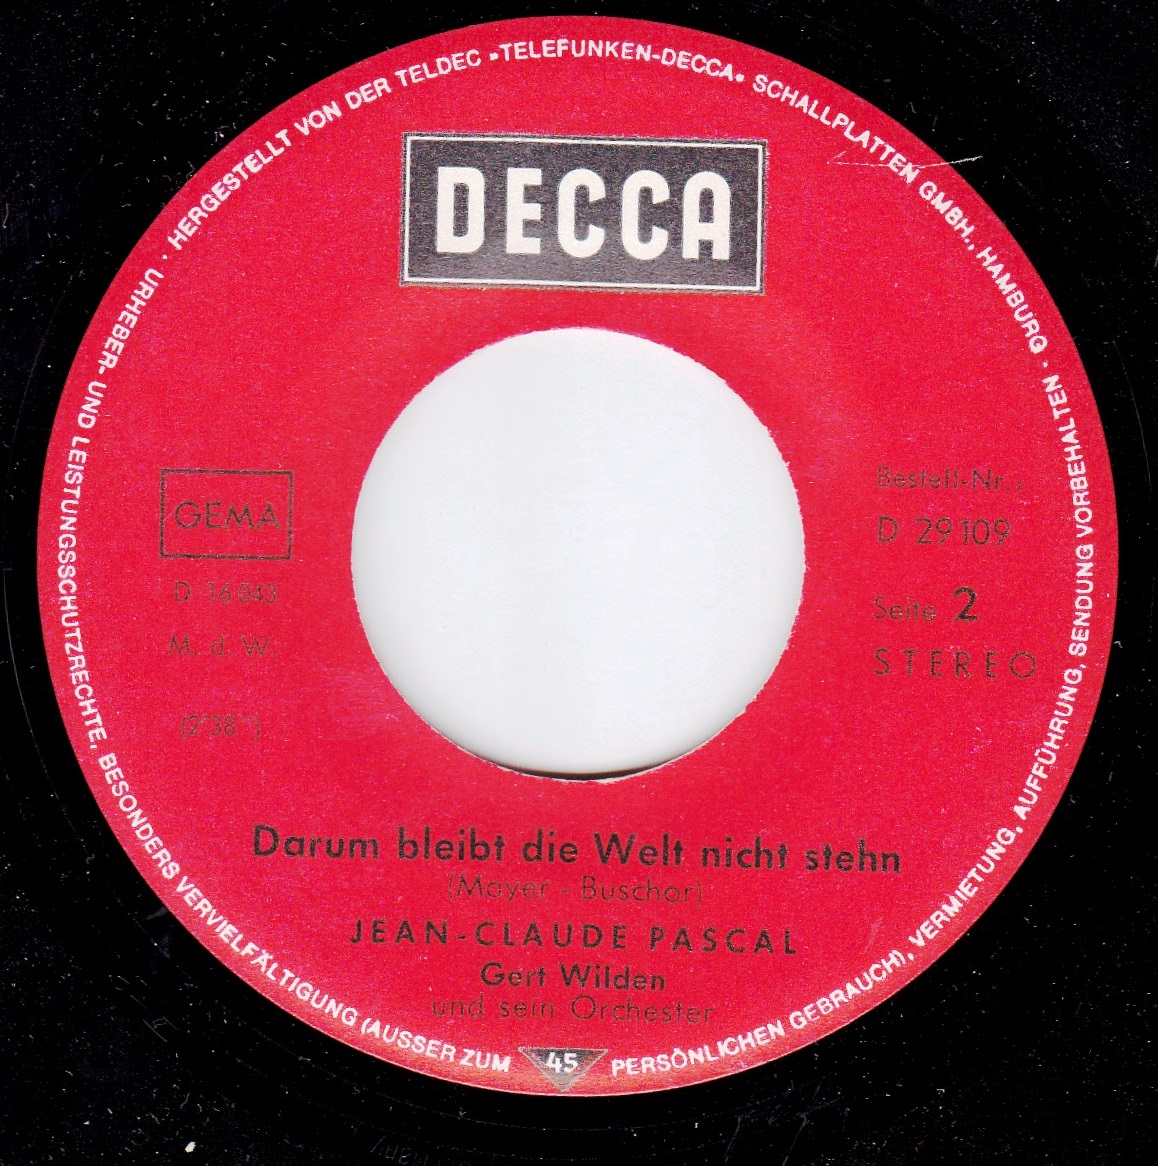 URHEBER- UND LEISTUNGSSCHUTZRECHTE, BESONDERS VERVIELFÄLTIGUNG (AUSSER ZUM PERSÖNLICHEN GEBRAUCH), VERMIETUNG, AUFFÜHRUNG, SENDUNG VORBEHALTEN · HERGESTELLT VON DER TELDEC »TELEFUNKEN-DECCA« SCHALLPLATTEN GMBH., HAMBURG ·
DECCA
GEMA
D 16 043
M. d. W.
(2'38'')
Bestell-Nr.:
D 29 109
Seite 2
STEREO
Darum bleibt die Welt nicht stehn
(Mayer - Buschor)
JEAN-CLAUDE PASCAL
Gert Wilden
und sein Orchester
45